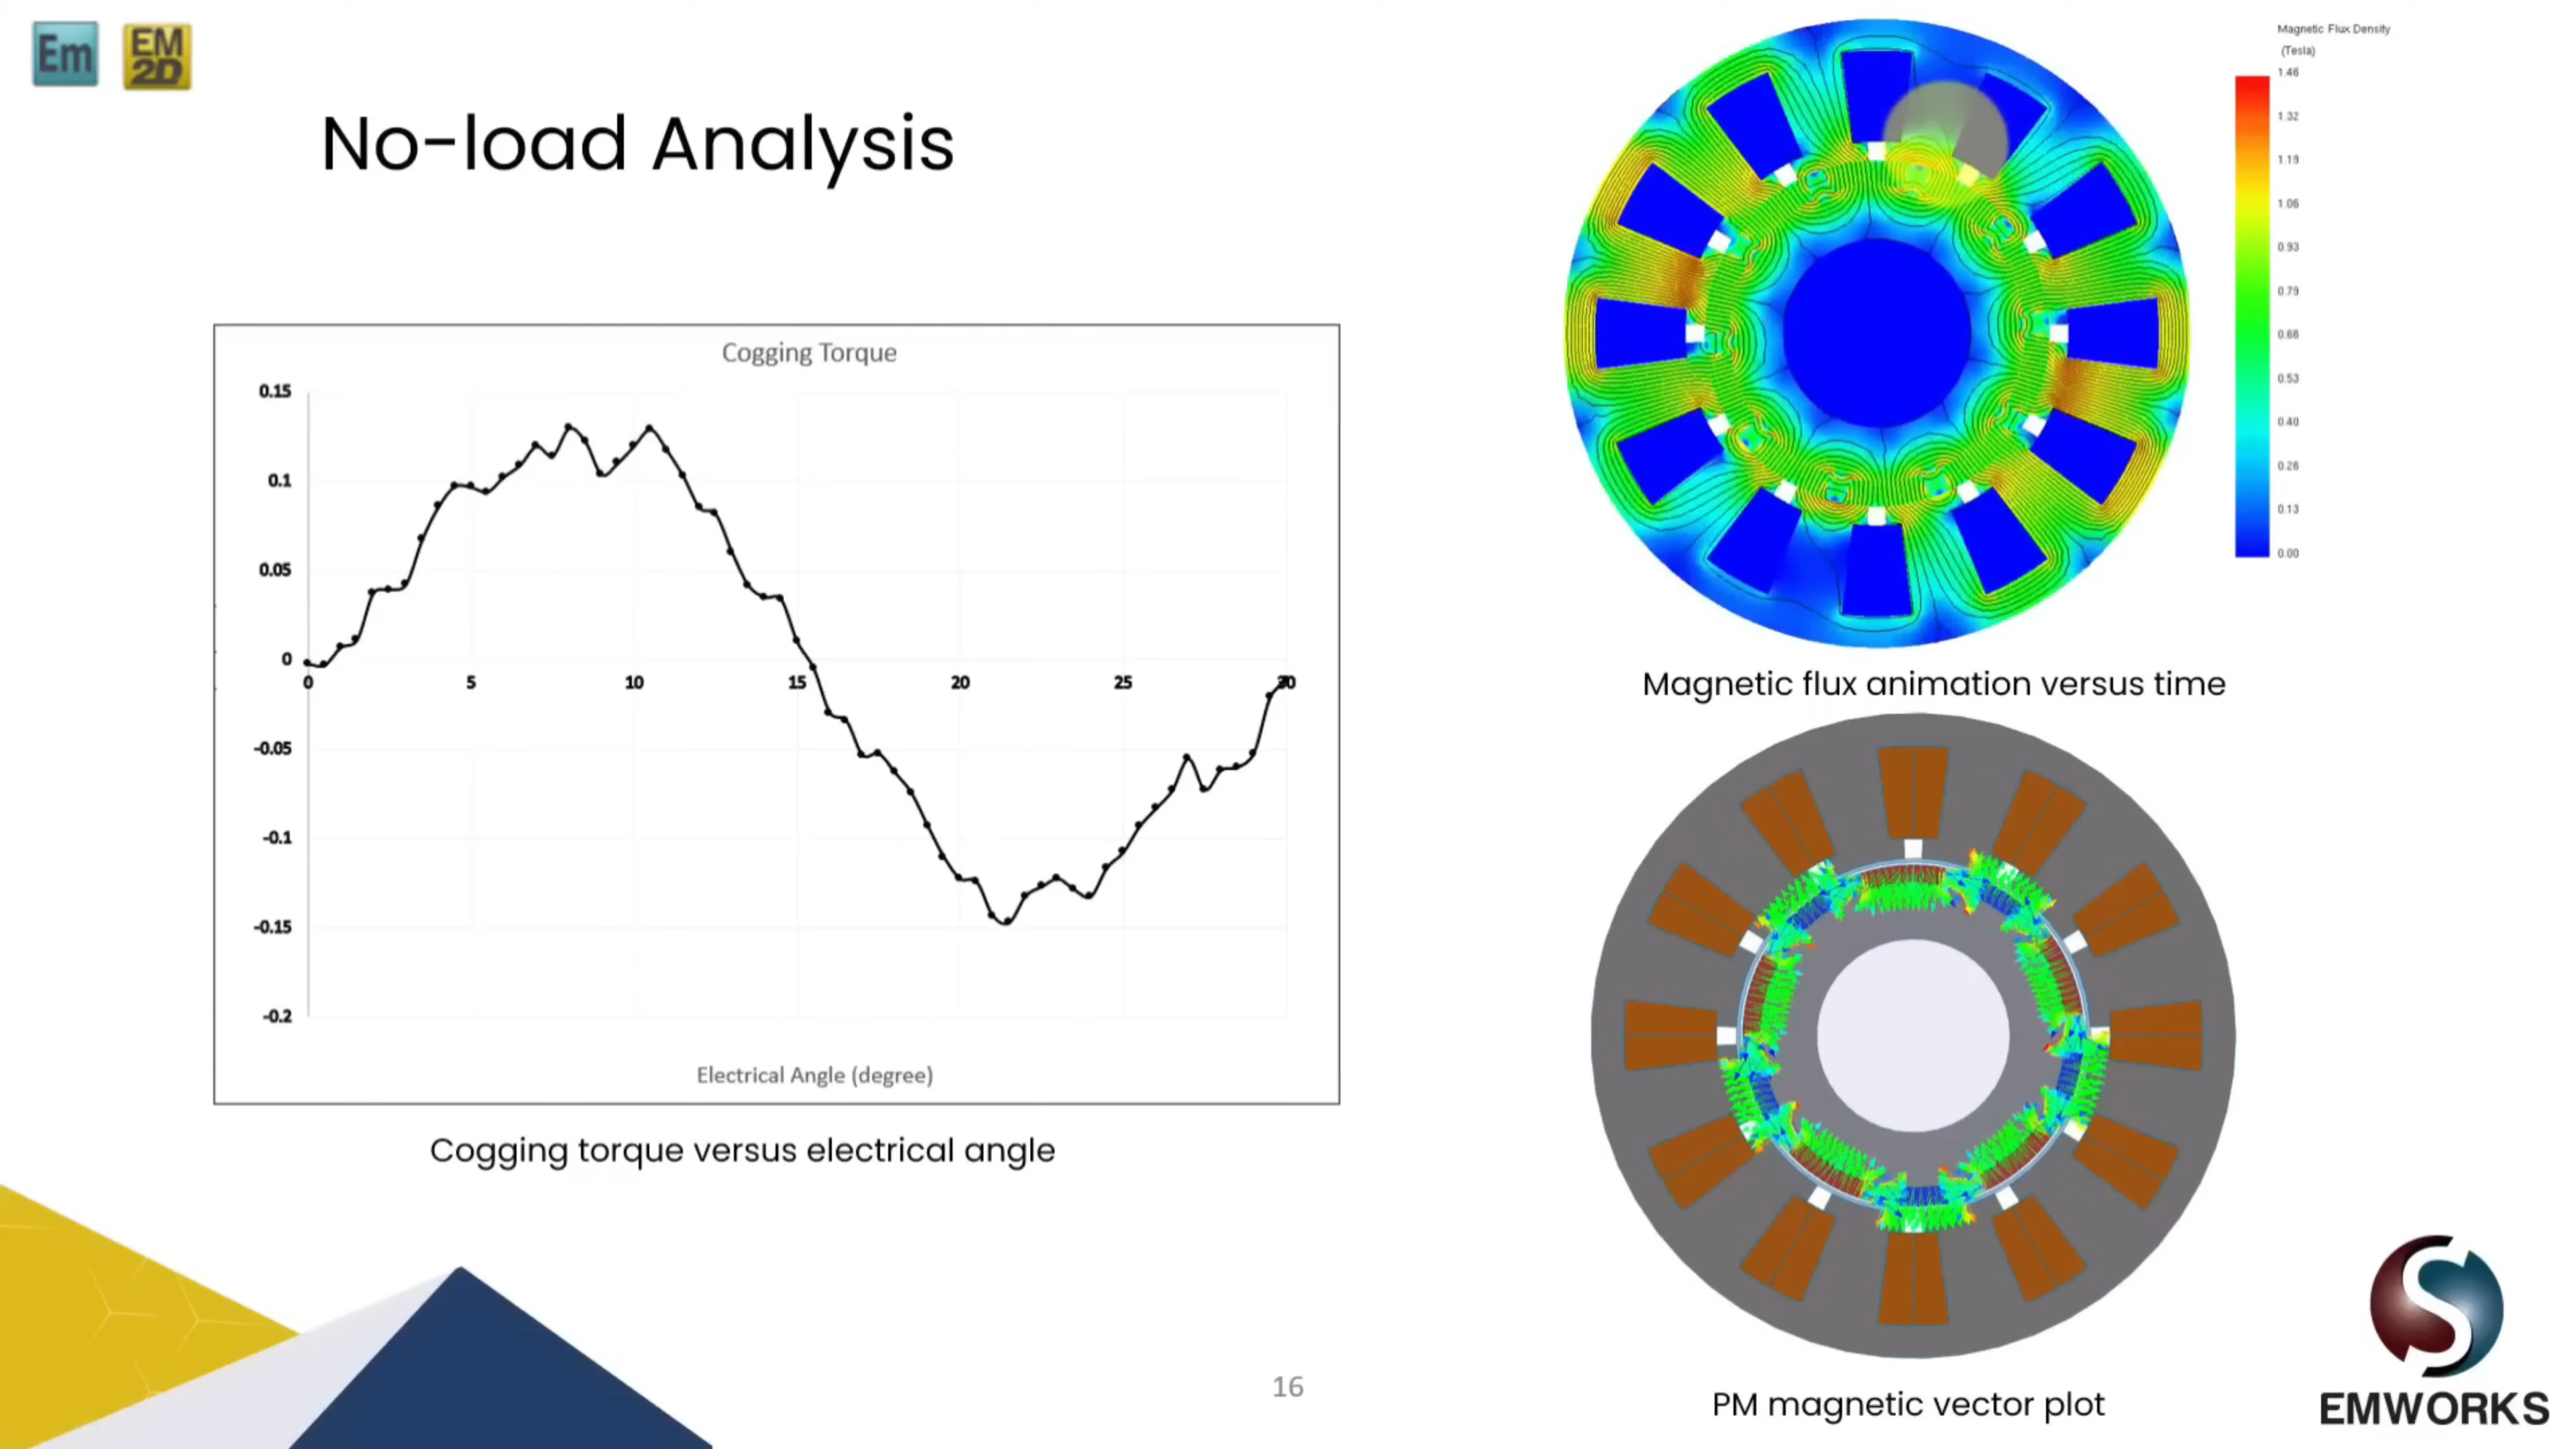 Em
EM
2D
No-load Analysis
Cogging Torque
0.15
0.1
0.05
0
-0.05
-0.1
-0.15
-0.2
0 5 10 15 20 25 30
Electrical Angle (degree)
Cogging torque versus electrical angle
Magnetic Flux Density
(Tesla)
1.46
1.32
1.19
1.06
0.93
0.79
0.66
0.53
0.40
0.26
0.13
0.00
Magnetic flux animation versus time
PM magnetic vector plot
16
EMWORKS